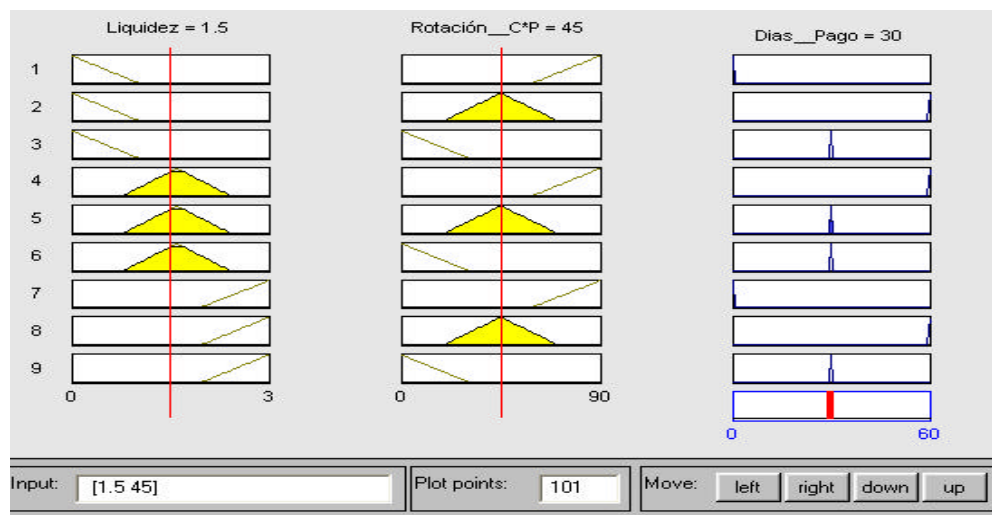 Liquidez = 1.5
Rotación__C*P = 45
Dias__Pago = 30
1
2
3
4
5
6
7
8
9
0 3
0 90
0 60
Input: [1.5 45]
Plot points: 101
Move: left right down up